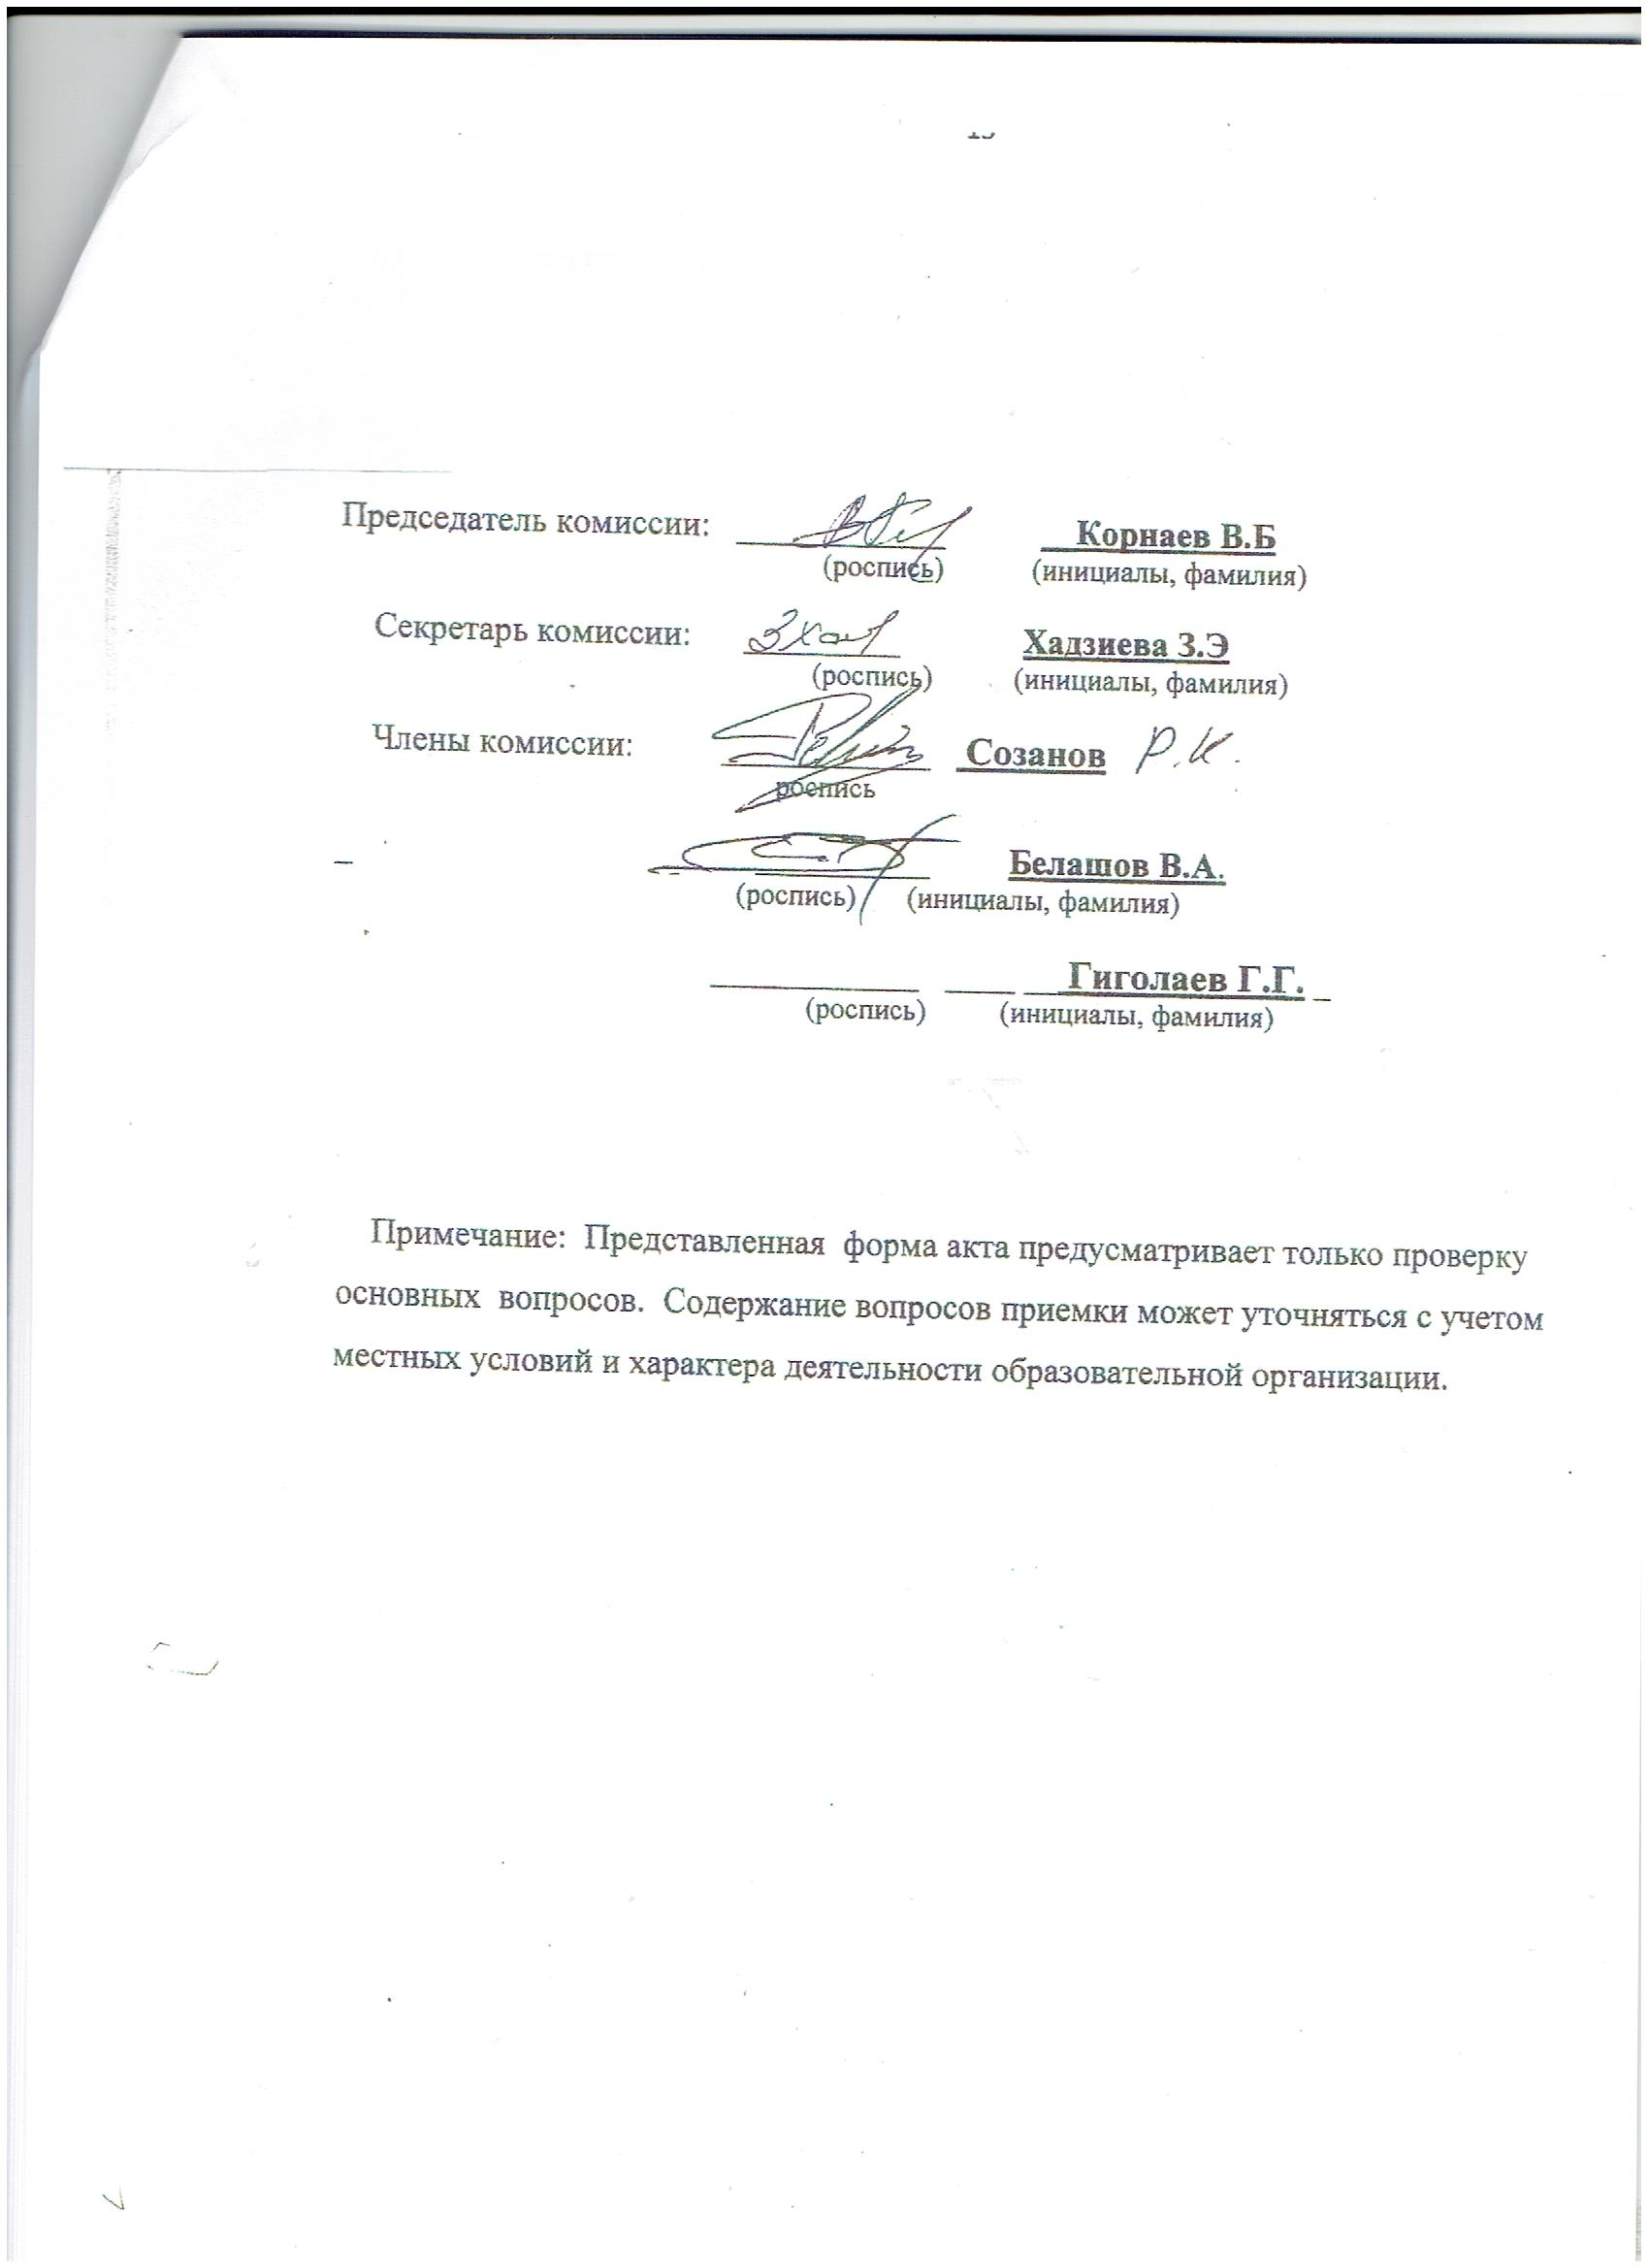 Председатель комиссии: Корнаев В.Б
(роспись) (инициалы, фамилия)
Секретарь комиссии: Хадзиева З.Э
(роспись) (инициалы, фамилия)
Члены комиссии: Созанов Р.К.
роспись
Белашов В.А.
(роспись) (инициалы, фамилия)
Гиголаев Г.Г.
(роспись) (инициалы, фамилия)
Примечание: Представленная форма акта предусматривает только проверку
основных вопросов. Содержание вопросов приемки может уточняться с учетом
местных условий и характера деятельности образовательной организации.